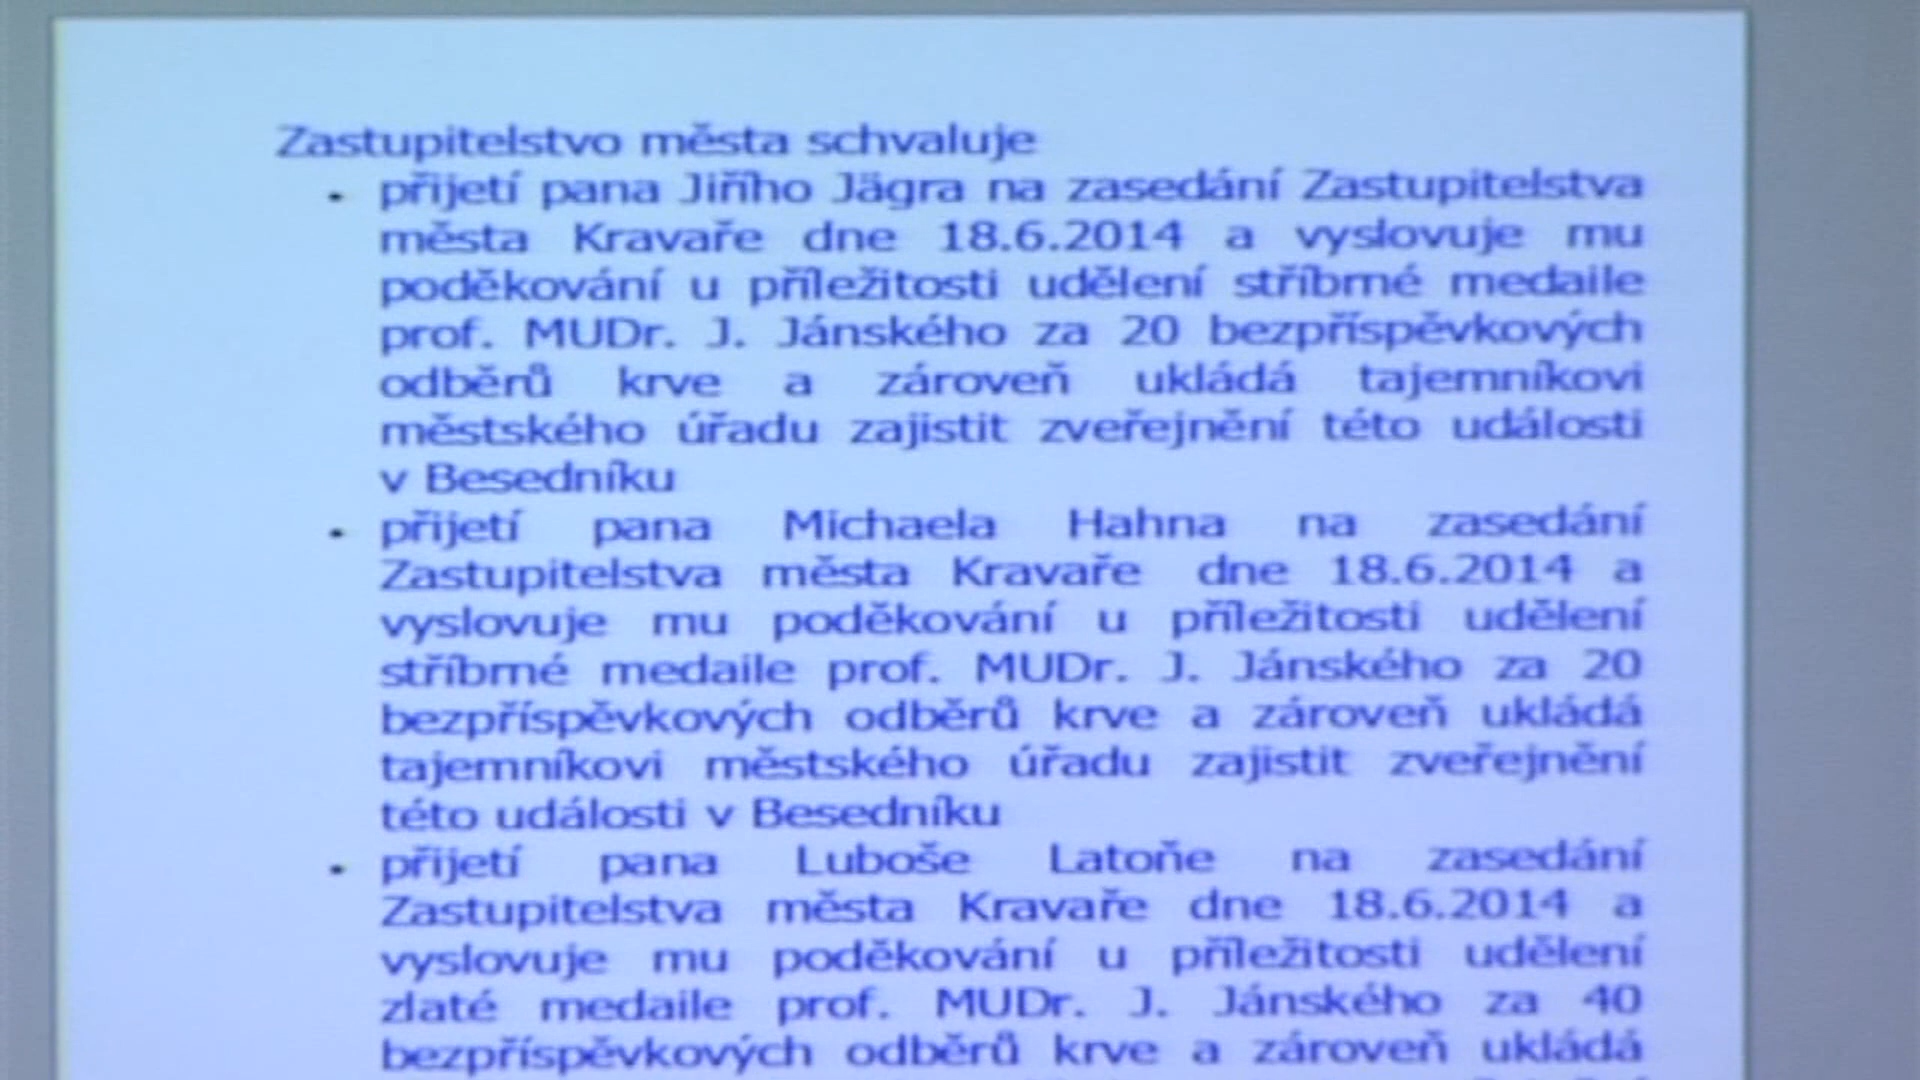 Zastupitelstvo města schvaluje
• přijetí pana Jiřího Jägra na zasedání Zastupitelstva
města Kravaře dne 18.6.2014 a vyslovuje mu
poděkování u příležitosti udělení stříbrné medaile
prof. MUDr. J. Jánského za 20 bezpříspěvkových
odběrů krve a zároveň ukládá tajemníkovi
městského úřadu zajistit zveřejnění této události
v Besedníku
• přijetí pana Michaela Hahna na zasedání
Zastupitelstva města Kravaře dne 18.6.2014 a
vyslovuje mu poděkování u příležitosti udělení
stříbrné medaile prof. MUDr. J. Jánského za 20
bezpříspěvkových odběrů krve a zároveň ukládá
tajemníkovi městského úřadu zajistit zveřejnění
této události v Besedníku
• přijetí pana Luboše Latoňe na zasedání
Zastupitelstva města Kravaře dne 18.6.2014 a
vyslovuje mu poděkování u příležitosti udělení
zlaté medaile prof. MUDr. J. Jánského za 40
bezpříspěvkových odběrů krve a zároveň ukládá